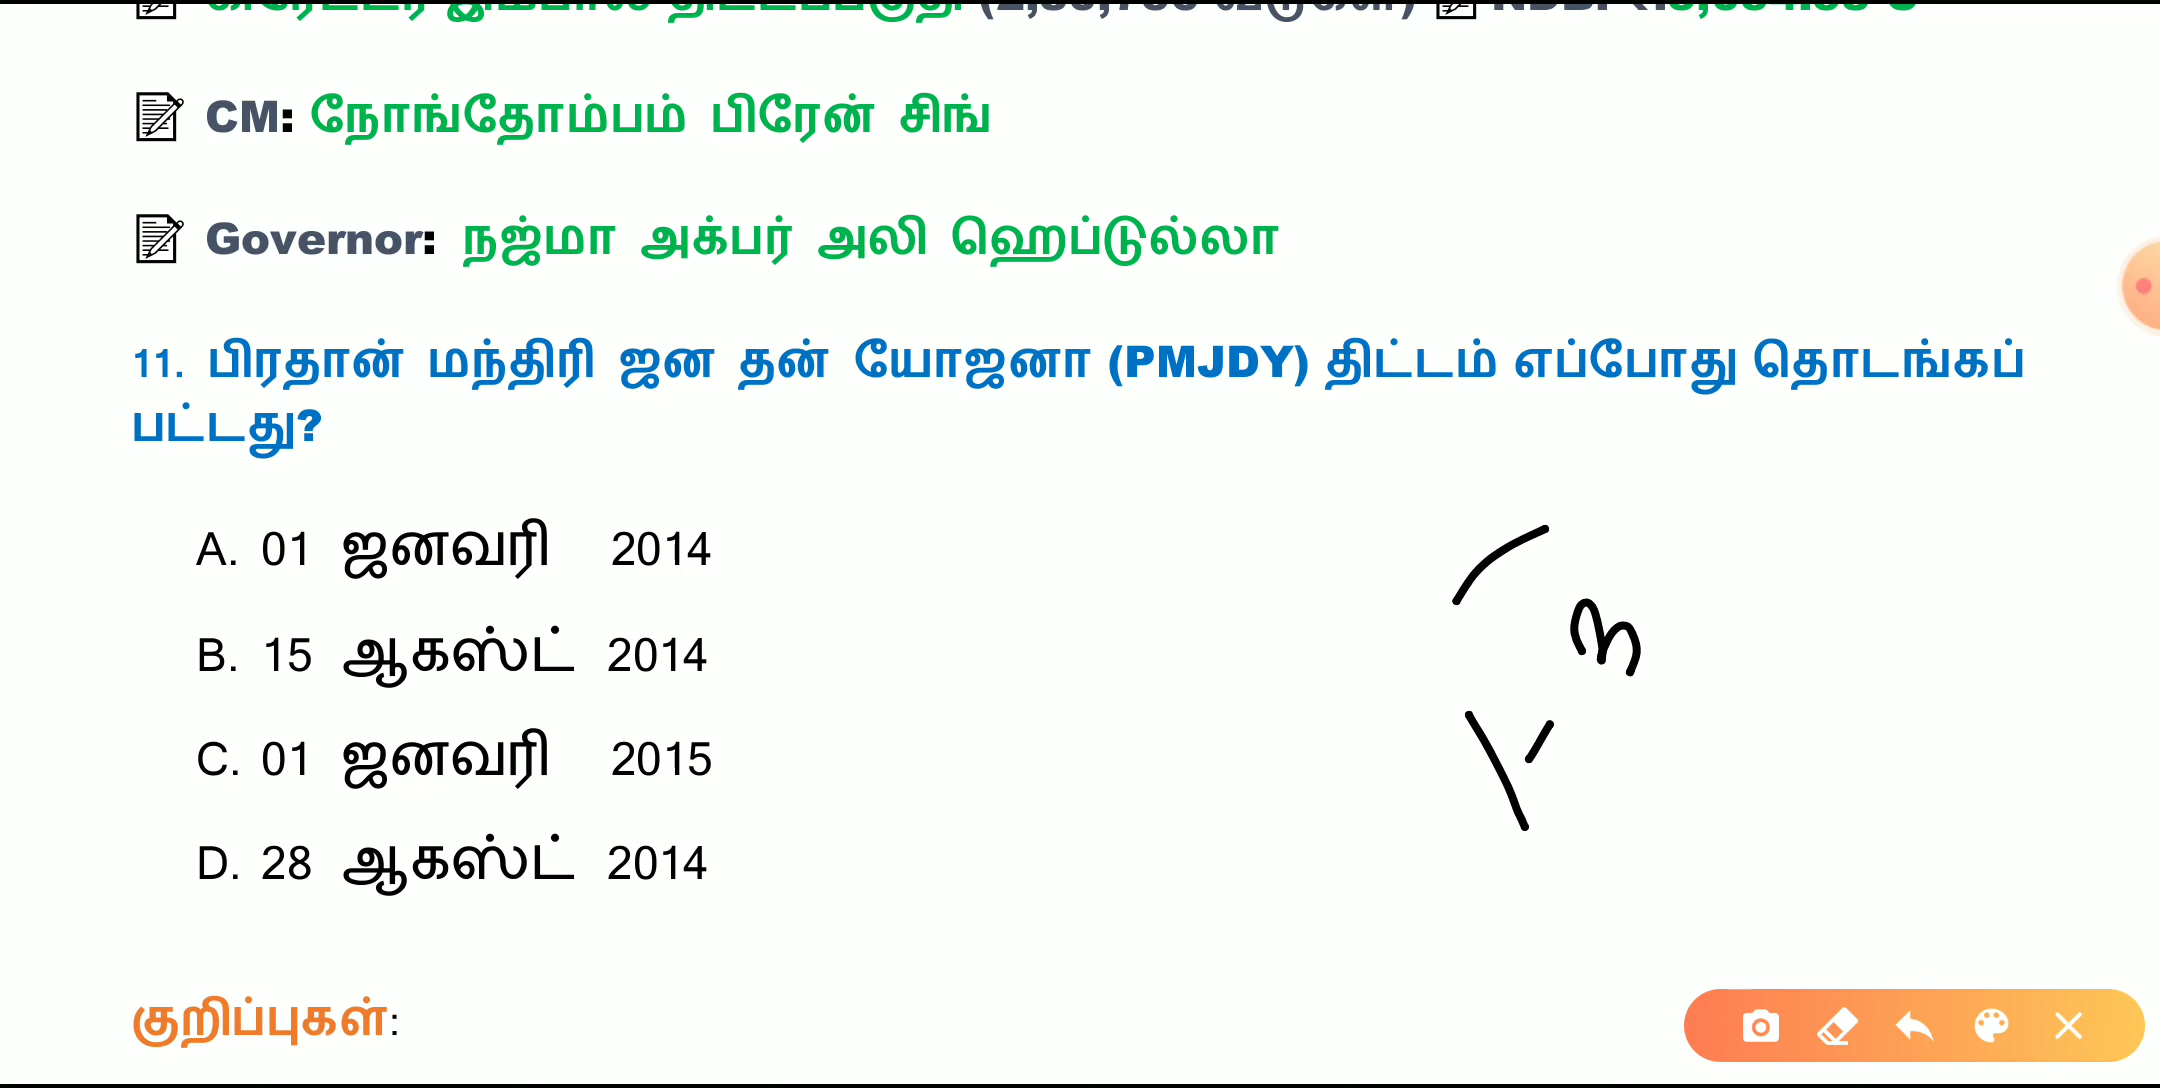 CM: நோங்தோம்பம் பிரேன் சிங்
Governor: நஜ்மா அக்பர் அலி ஹெப்டுல்லா
11. பிரதான் மந்திரி ஜன தன் யோஜனா (PMJDY) திட்டம் எப்போது தொடங்கப்
பட்டது?
A. 01 ஜனவரி 2014
B. 15 ஆகஸ்ட் 2014
C. 01 ஜனவரி 2015
D. 28 ஆகஸ்ட் 2014
குறிப்புகள்: